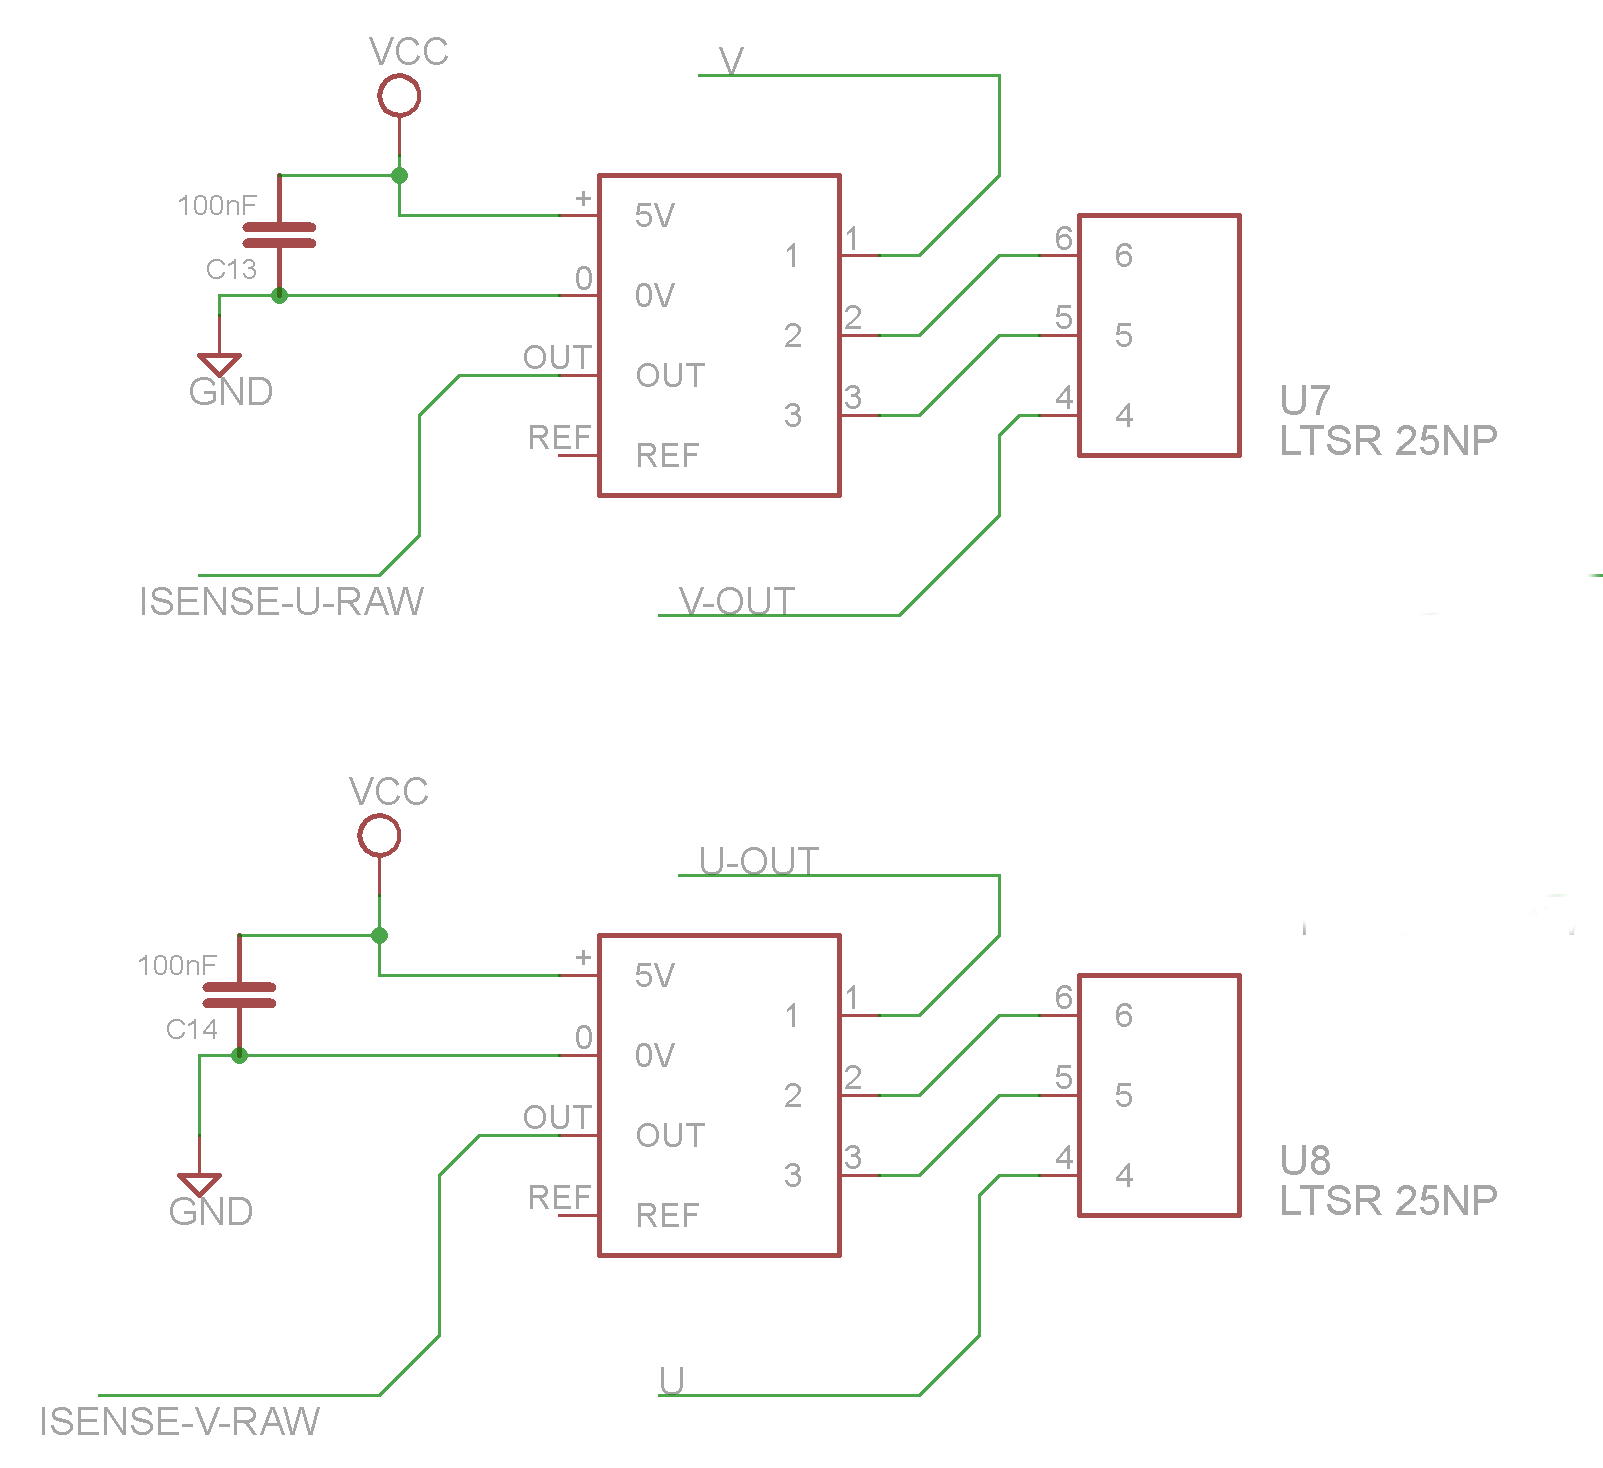 VCC
V
100nF
C13
GND
+
5V
0
0V
OUT
OUT
REF
REF
1
1
2
2
3
3
6
6
5
5
4
4
U7
LTSR 25NP
ISENSE-U-RAW
V-OUT
VCC
U-OUT
100nF
C14
GND
+
5V
0
0V
OUT
OUT
REF
REF
1
1
2
2
3
3
6
6
5
5
4
4
U8
LTSR 25NP
U
ISENSE-V-RAW